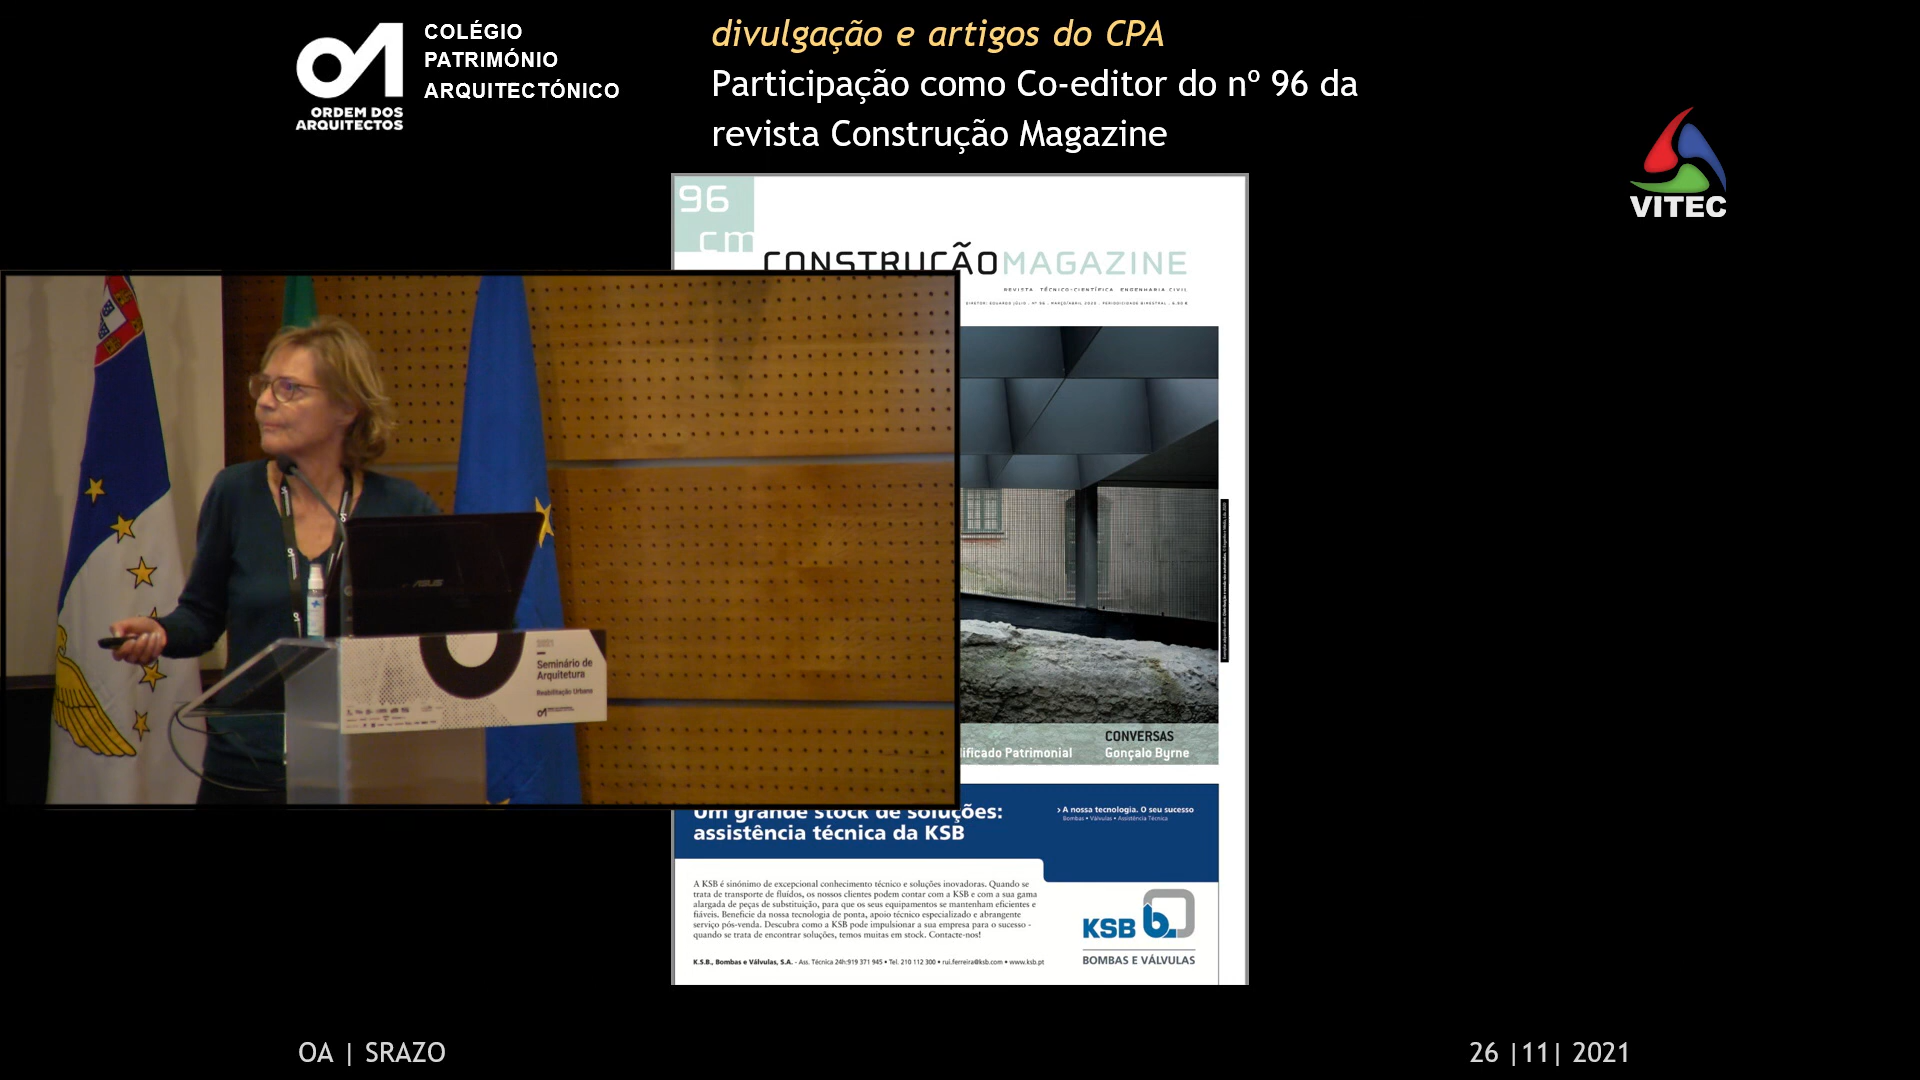 COLÉGIO
PATRIMÓNIO
ARQUITECTÓNICO
ORDEM DOS
ARQUITECTOS
divulgação e artigos do CPA
Participação como Co-editor do nº 96 da
revista Construção Magazine
VITEC
96
cm
CONSTRUÇÃOMAGAZINE
REVISTA TÉCNICO-CIENTÍFICA ENGENHARIA CIVIL
CONVERSAS
ificado Patrimonial
Gonçalo Byrne
ASUS
Seminário de
Arquitetura
Reabilitação Urbana
Um grande stock de soluções:
assistência técnica da KSB
› A nossa tecnologia. O seu sucesso
Bombas • Válvulas • Assistência Técnica
A KSB é sinónimo de excepcional conhecimento técnico e soluções inovadoras. Quando se
trata de transporte de fluídos, os nossos clientes podem contar com a KSB e com a sua gama
alargada de peças de substituição, para que os seus equipamentos se mantenham eficientes e
fiáveis. Beneficie da nossa tecnologia de ponta, apoio técnico especializado e abrangente
serviço pós-venda. Descubra como a KSB pode impulsionar a sua empresa para o sucesso -
quando se trata de encontrar soluções, temos muitas em stock. Contacte-nos!
K.S.B., Bombas e Válvulas, S.A. - Ass. Técnica 24h:919 371 945 • Tel. 210 112 300 • rui.ferreira@ksb.com • www.ksb.pt
KSB
BOMBAS E VÁLVULAS
OA | SRAZO
26 |11| 2021